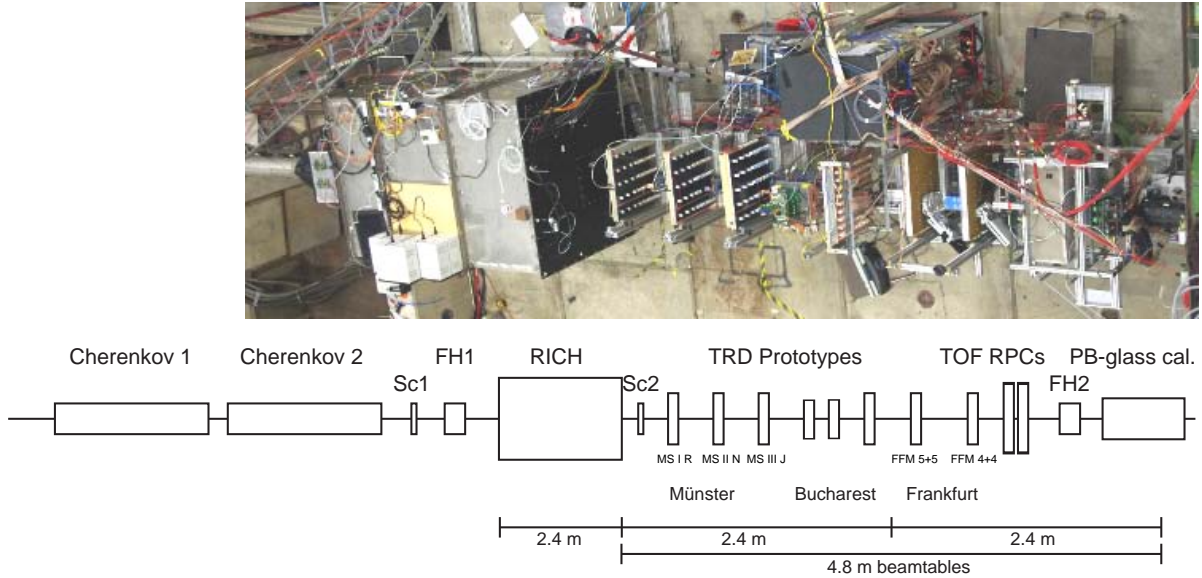 Cherenkov 1 Cherenkov 2 FH1 RICH TRD Prototypes TOF RPCs PB-glass cal.
Sc1 Sc2 FH2
MS I R MS II N MS III J FFM 5+5 FFM 4+4
Münster Bucharest Frankfurt
2.4 m 2.4 m 2.4 m
4.8 m beamtables